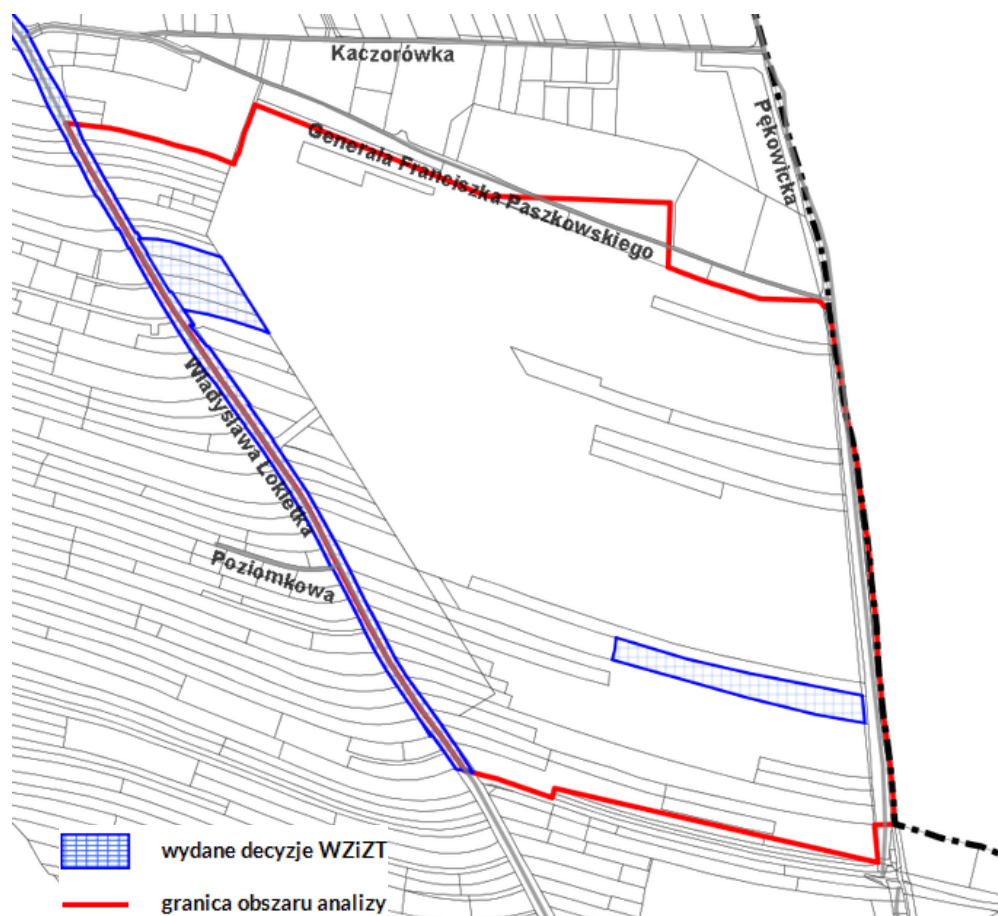 Kaczorówka
Pękowicka
Generała Franciszka Paszkowskiego
Władysława Łokietka
Poziomkowa
wydane decyzje WZiZT
granica obszaru analizy